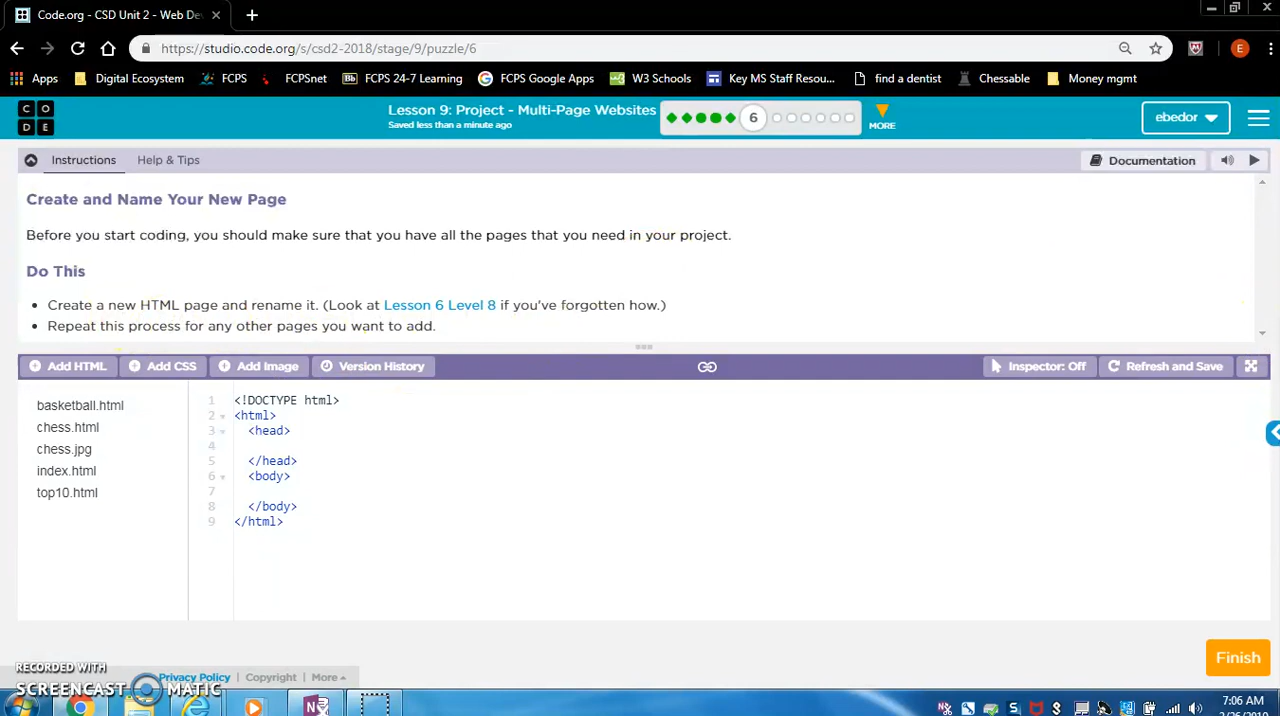 Code.org - CSD Unit 2 - Web De
https://studio.code.org/s/csd2-2018/stage/9/puzzle/6
E
Apps Digital Ecosystem FCPS FCPSnet Bb FCPS 24-7 Learning G FCPS Google Apps W3 Schools Key MS Staff Resou... find a dentist Chessable Money mgmt
C O
D E
Lesson 9: Project - Multi-Page Websites
Saved less than a minute ago
6
MORE
ebedor
Instructions Help & Tips Documentation
Create and Name Your New Page
Before you start coding, you should make sure that you have all the pages that you need in your project.
Do This
• Create a new HTML page and rename it. (Look at Lesson 6 Level 8 if you've forgotten how.)
• Repeat this process for any other pages you want to add.
Add HTML Add CSS Add Image Version History Inspector: Off Refresh and Save
basketball.html
chess.html
chess.jpg
index.html
top10.html
1 <!DOCTYPE html>
2 <html>
3 <head>
4
5 </head>
6 <body>
7
8 </body>
9 </html>
Finish
RECORDED WITH
SCREENCAST MATIC
Privacy Policy | Copyright | More
7:06 AM